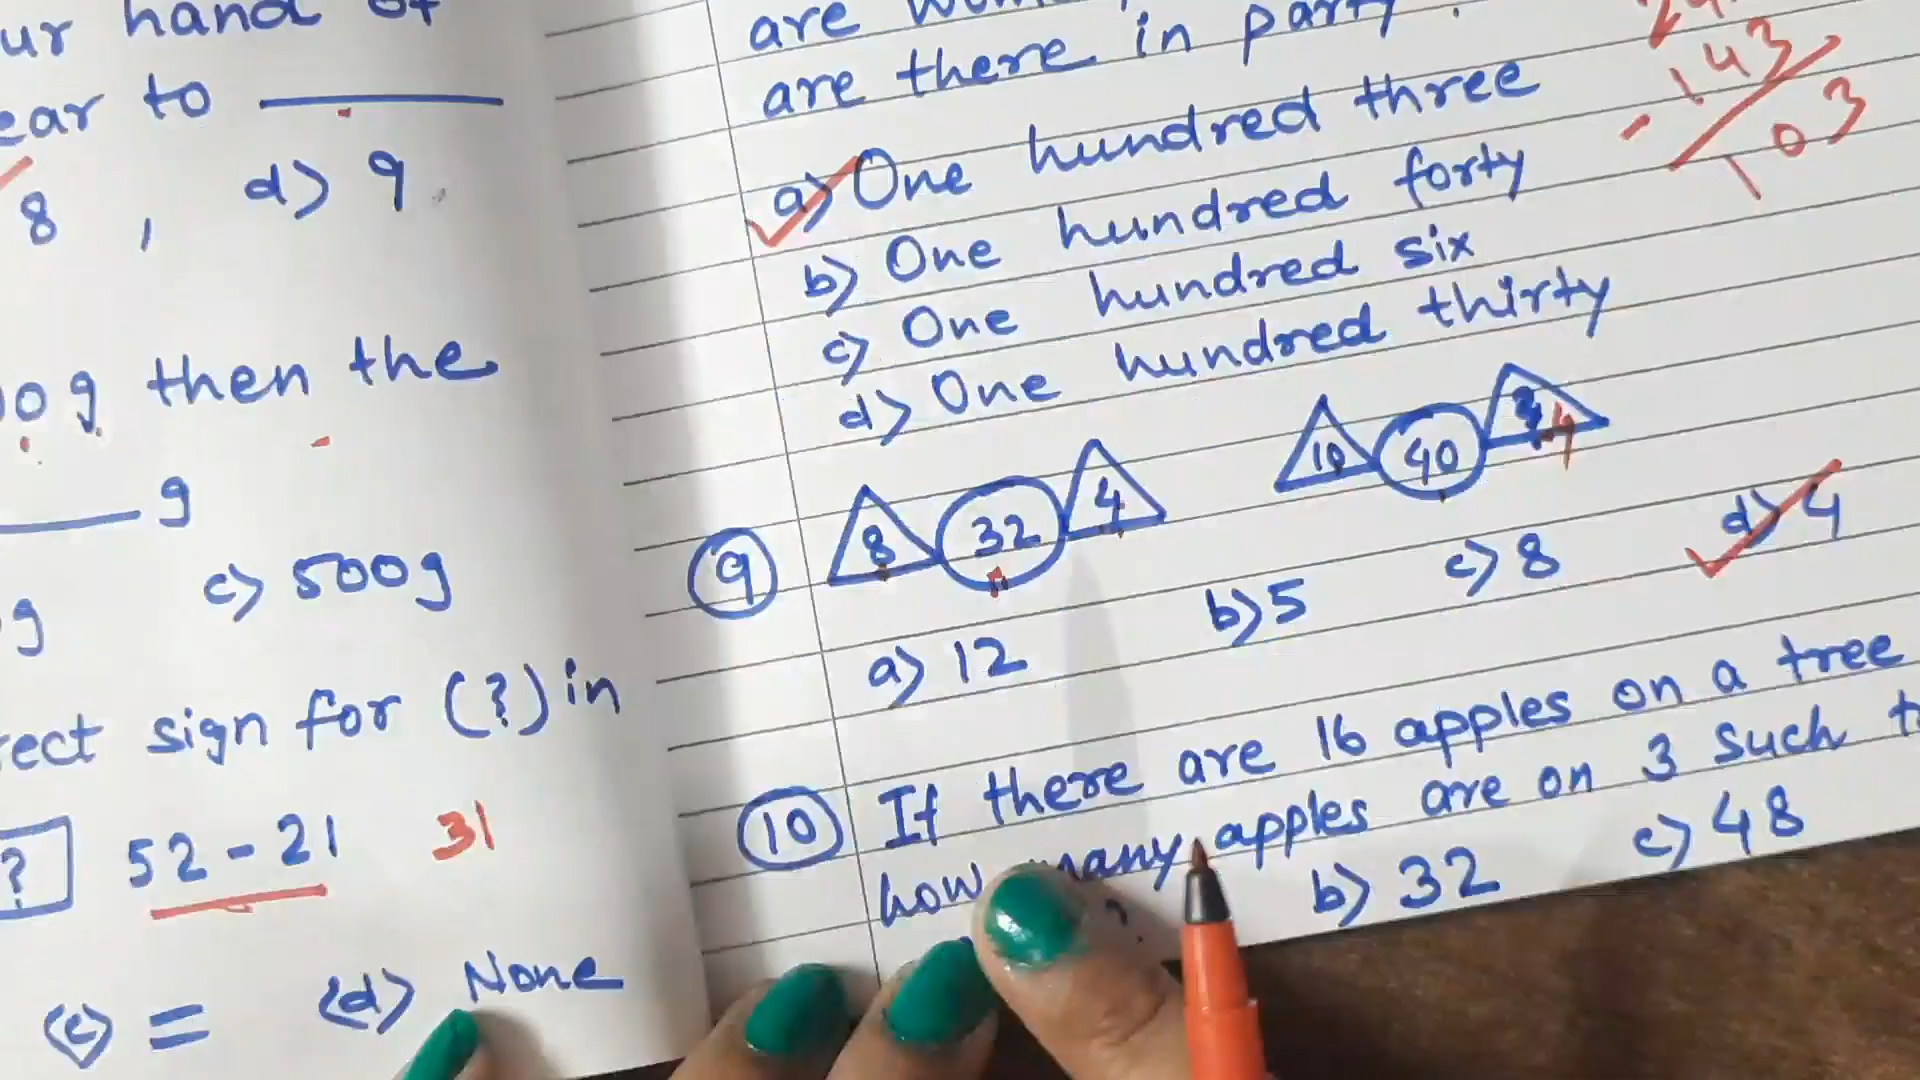 ur hand of
ear to
8 , d) 9
00g then the
g
g c) 500g
rect sign for (?) in
? 52 - 21 31
(c) = (d) None
are
are there in party
a) One hundred three
b) One hundred forty
c) One hundred six
d) One hundred thirty
- 143
103
9 8 32 4 10 40 4
a) 12 b) 5 c) 8 d) 4
10 If there are 16 apples on a tree
how many apples are on 3 such
?
b) 32 c) 48